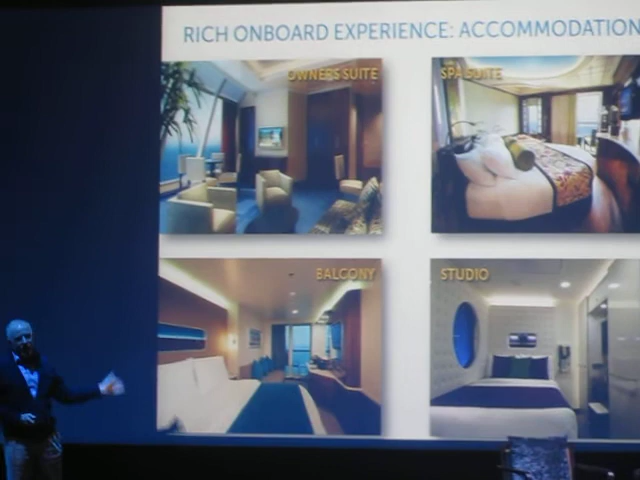 RICH ONBOARD EXPERIENCE: ACCOMMODATION
OWNERS SUITE
SPA SUITE
BALCONY
STUDIO